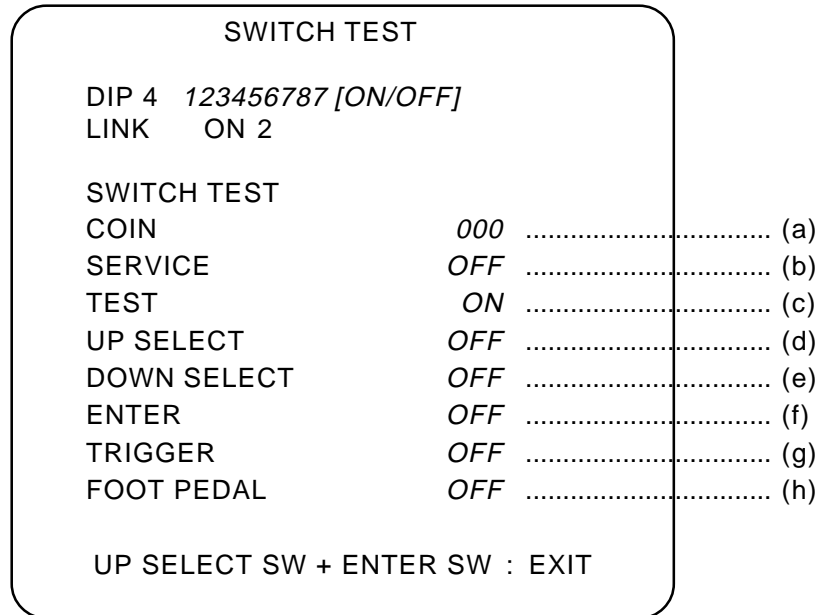 SWITCH TEST
DIP 4 123456787 [ON/OFF]
LINK ON 2
SWITCH TEST
COIN 000 .................................. (a)
SERVICE OFF .................................. (b)
TEST ON .................................. (c)
UP SELECT OFF .................................. (d)
DOWN SELECT OFF .................................. (e)
ENTER OFF .................................. (f)
TRIGGER OFF .................................. (g)
FOOT PEDAL OFF .................................. (h)
UP SELECT SW + ENTER SW : EXIT